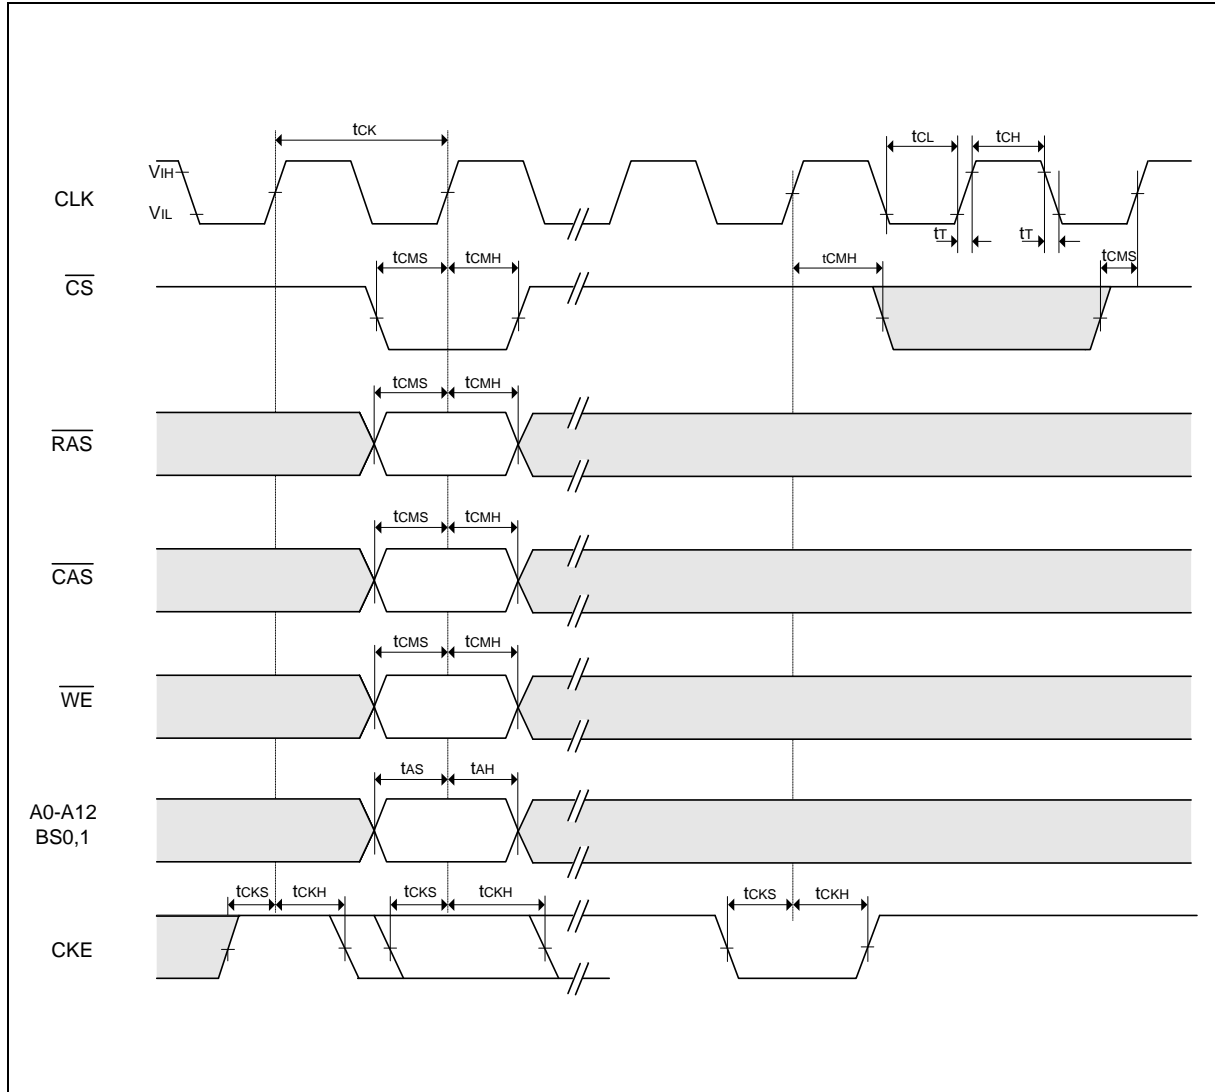 tCK
tCL
tCH
VIH
CLK
VIL
tT
tT
tCMS
tCMH
tCMH
tCMS
CS
tCMS
tCMH
RAS
tCMS
tCMH
CAS
tCMS
tCMH
WE
tAS
tAH
A0-A12
BS0,1
tCKS
tCKH
tCKS
tCKH
tCKS
tCKH
CKE